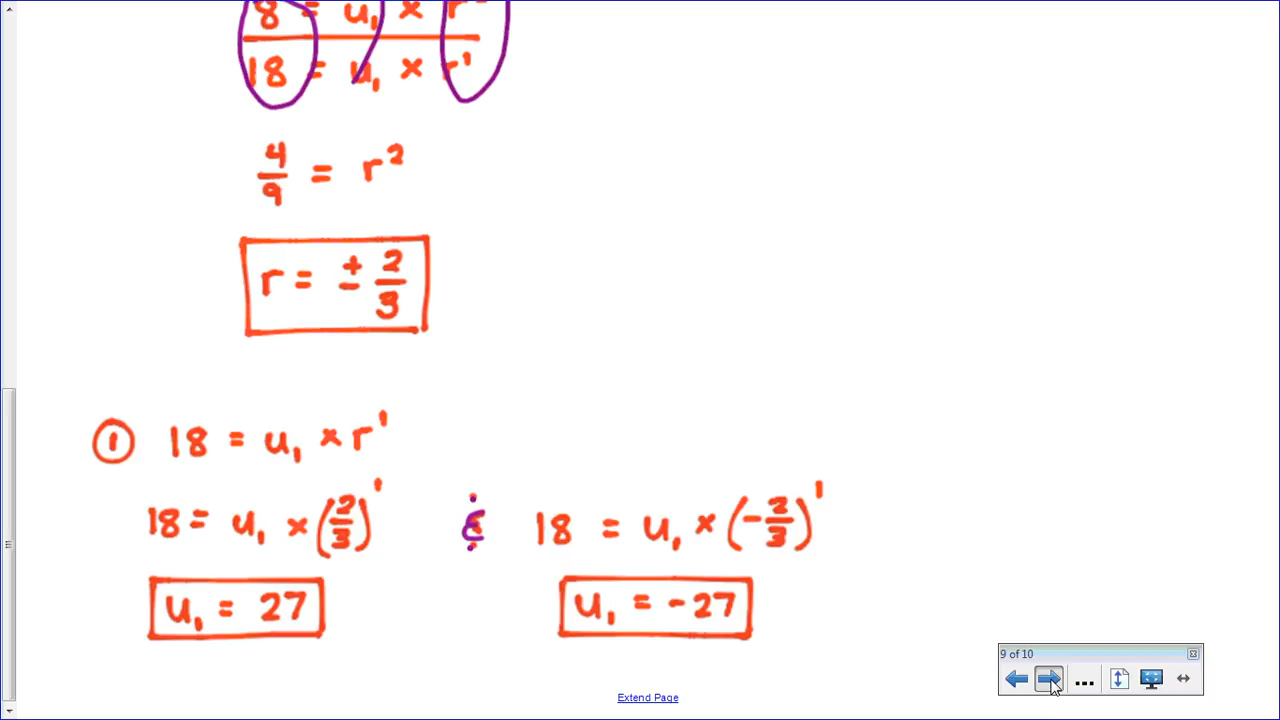 8 = u₁ × r
18 = u₁ × r¹
4/9 = r²
r = ± 2/3
① 18 = u₁ × r¹
18 = u₁ × (2/3)¹ & 18 = u₁ × (-2/3)¹
u₁ = 27 u₁ = -27
9 of 10
...
Extend Page